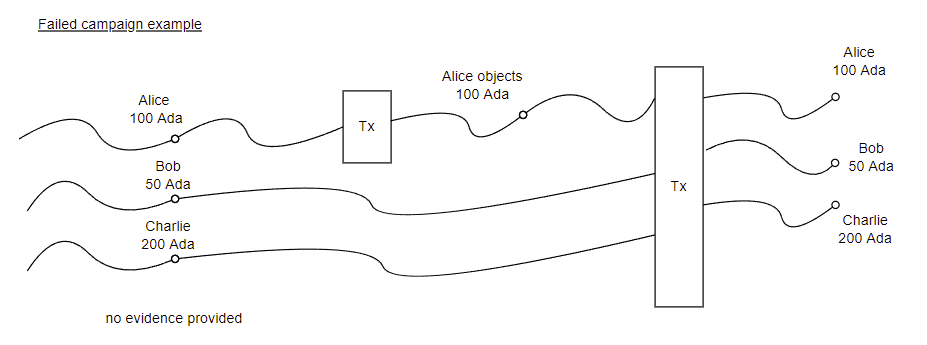 Failed campaign example
Alice
100 Ada
Tx
Alice objects
100 Ada
Alice
100 Ada
Bob
50 Ada
Tx
Bob
50 Ada
Charlie
200 Ada
Charlie
200 Ada
no evidence provided